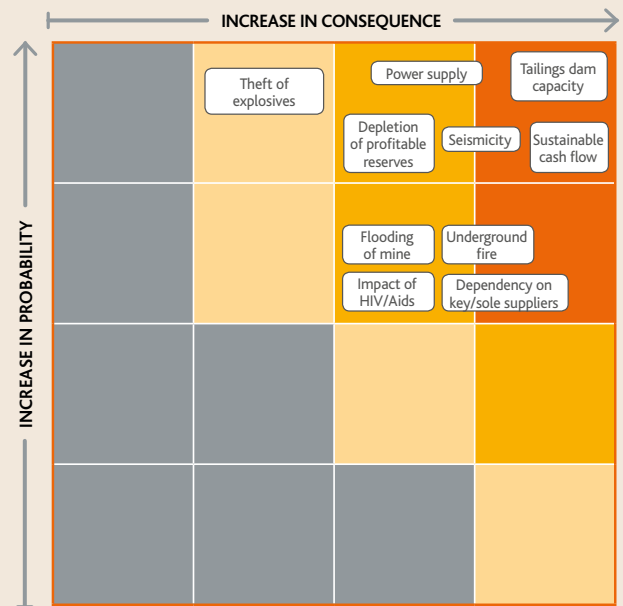 INCREASE IN CONSEQUENCE
INCREASE IN PROBABILITY
Theft of
explosives
Power supply
Tailings dam
capacity
Depletion
of profitable
reserves
Seismicity
Sustainable
cash flow
Flooding
of mine
Underground
fire
Impact of
HIV/Aids
Dependency on
key/sole suppliers